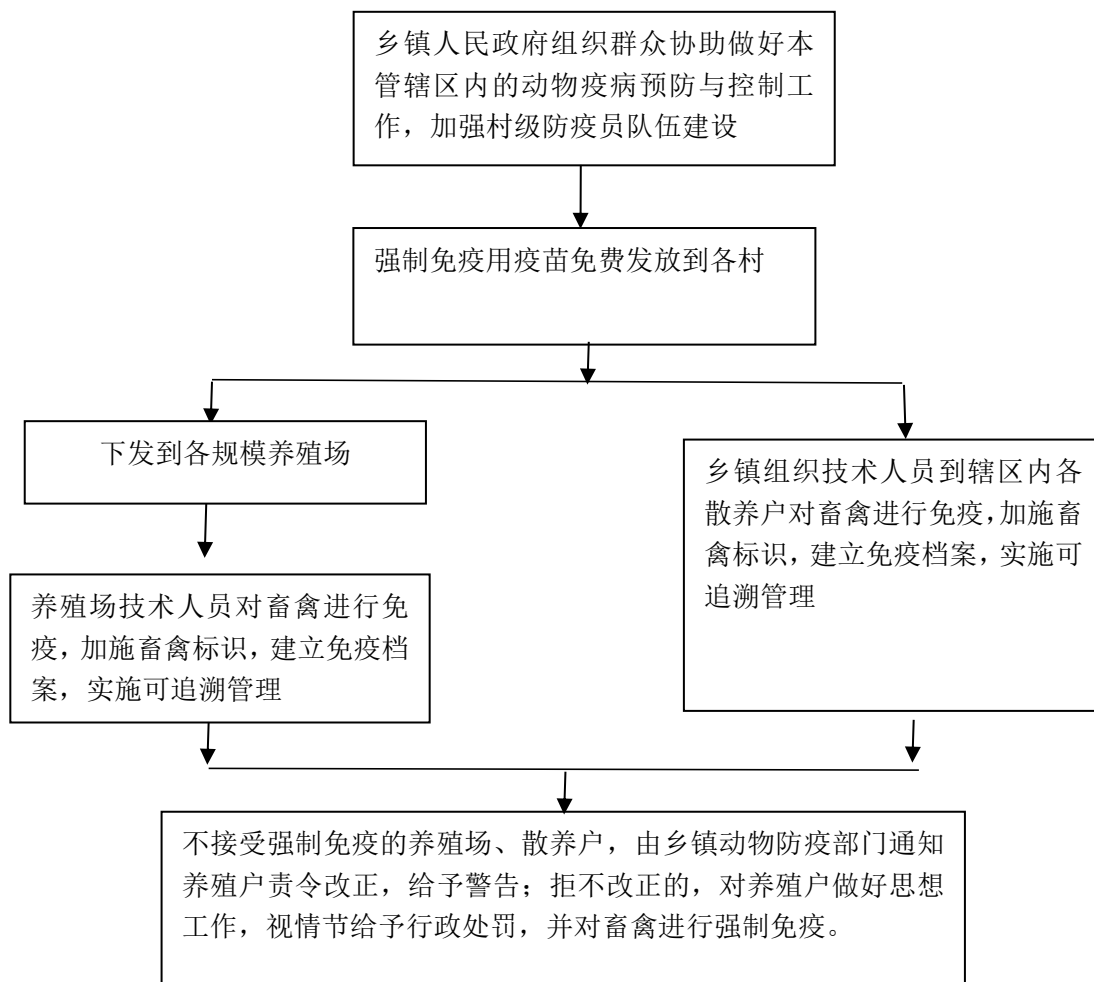 乡镇人民政府组织群众协助做好本
管辖区内的动物疫病预防与控制工
作，加强村级防疫员队伍建设
强制免疫用疫苗免费发放到各村
下发到各规模养殖场
乡镇组织技术人员到辖区内各
散养户对畜禽进行免疫，加施畜
禽标识，建立免疫档案，实施可
追溯管理
养殖场技术人员对畜禽进行免
疫，加施畜禽标识，建立免疫档
案，实施可追溯管理
不接受强制免疫的养殖场、散养户，由乡镇动物防疫部门通知
养殖户责令改正，给予警告；拒不改正的，对养殖户做好思想
工作，视情节给予行政处罚，并对畜禽进行强制免疫。